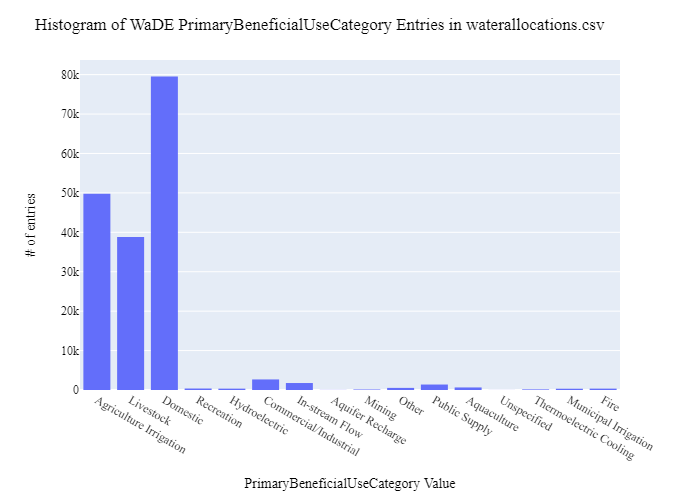 Histogram of WaDE PrimaryBeneficialUseCategory Entries in waterallocations.csv
# of entries
80k
70k
60k
50k
40k
30k
20k
10k
0
Agriculture Irrigation
Livestock
Domestic
Recreation
Hydroelectric
Commercial/Industrial
In-stream Flow
Aquifer Recharge
Mining
Other
Public Supply
Aquaculture
Unspecified
Thermoelectric Cooling
Municipal Irrigation
Fire
PrimaryBeneficialUseCategory Value